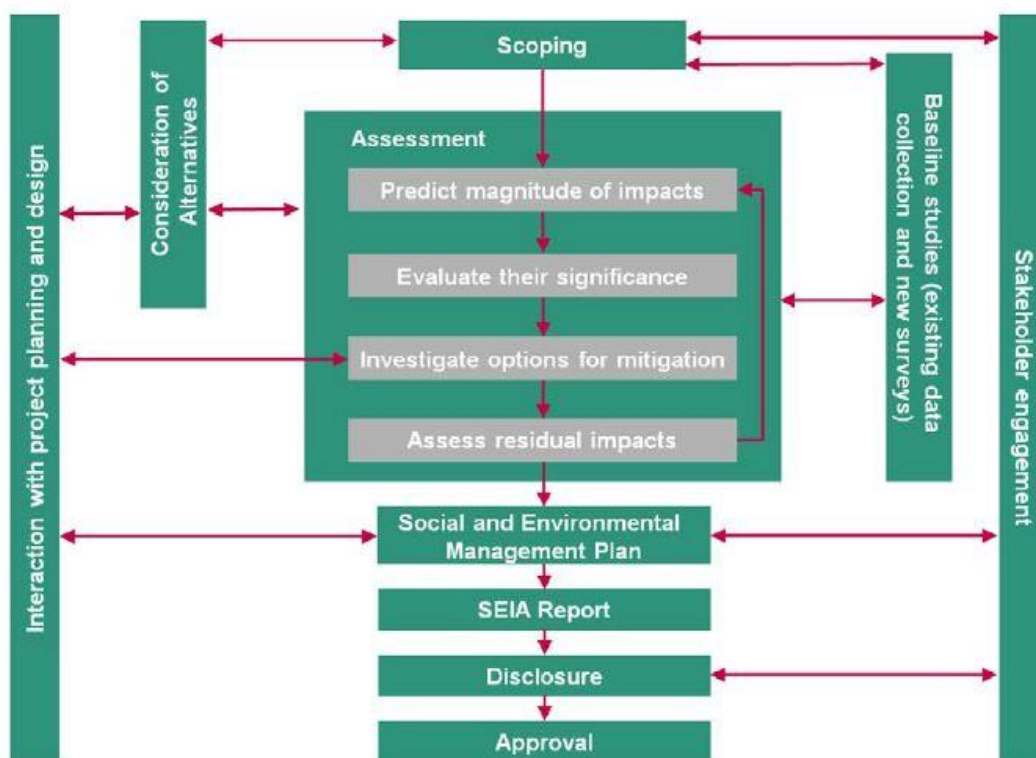 Interaction with project planning and design
Consideration of
Alternatives
Scoping
Assessment
Predict magnitude of impacts
Evaluate their significance
Investigate options for mitigation
Assess residual impacts
Social and Environmental
Management Plan
SEIA Report
Disclosure
Approval
Baseline studies (existing data
collection and new surveys)
Stakeholder engagement